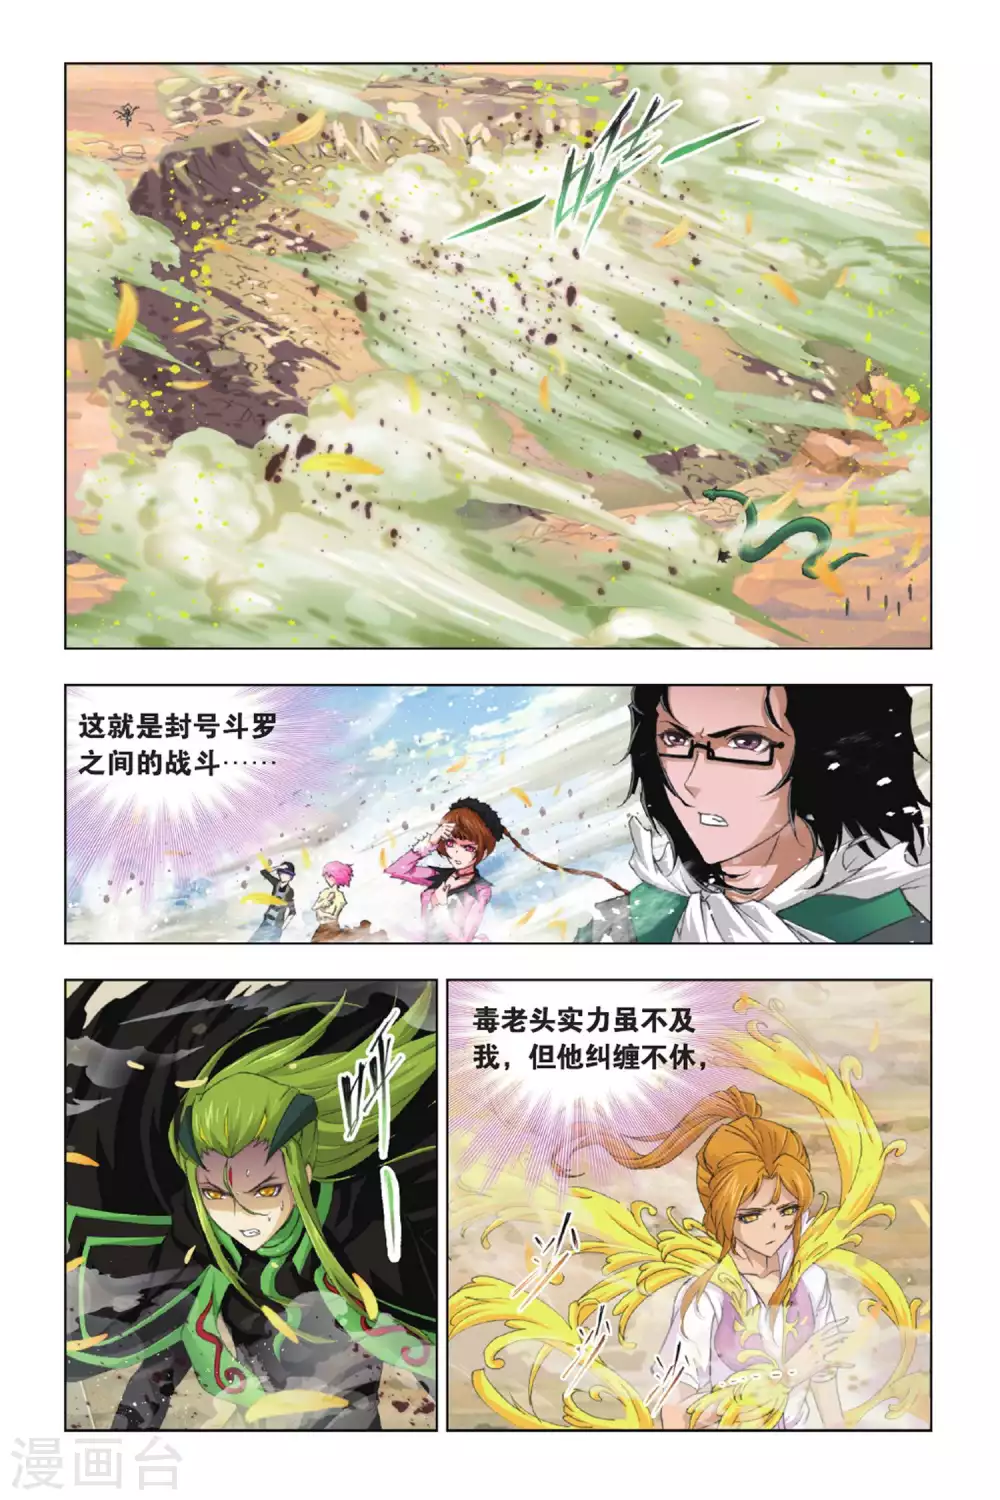 哗
这就是封号斗罗
之间的战斗……
呼
毒老头实力虽不及
我，但他纠缠不休，
沙
沙
沙
漫画台